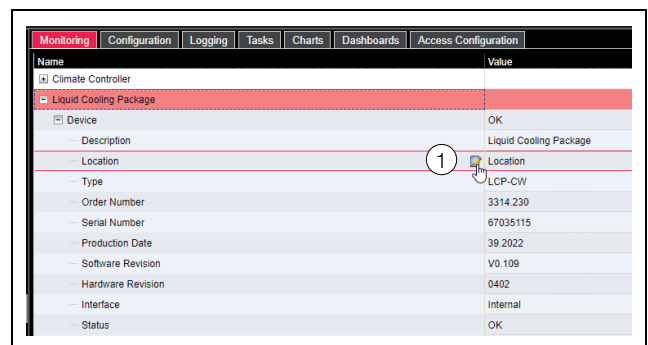 Monitoring Configuration Logging Tasks Charts Dashboards Access Configuration
Name Value
Climate Controller
Liquid Cooling Package
Device OK
Description Liquid Cooling Package
Location 1 Location
Type LCP-CW
Order Number 3314.230
Serial Number 67035115
Production Date 39.2022
Software Revision V0.109
Hardware Revision 0402
Interface Internal
Status OK